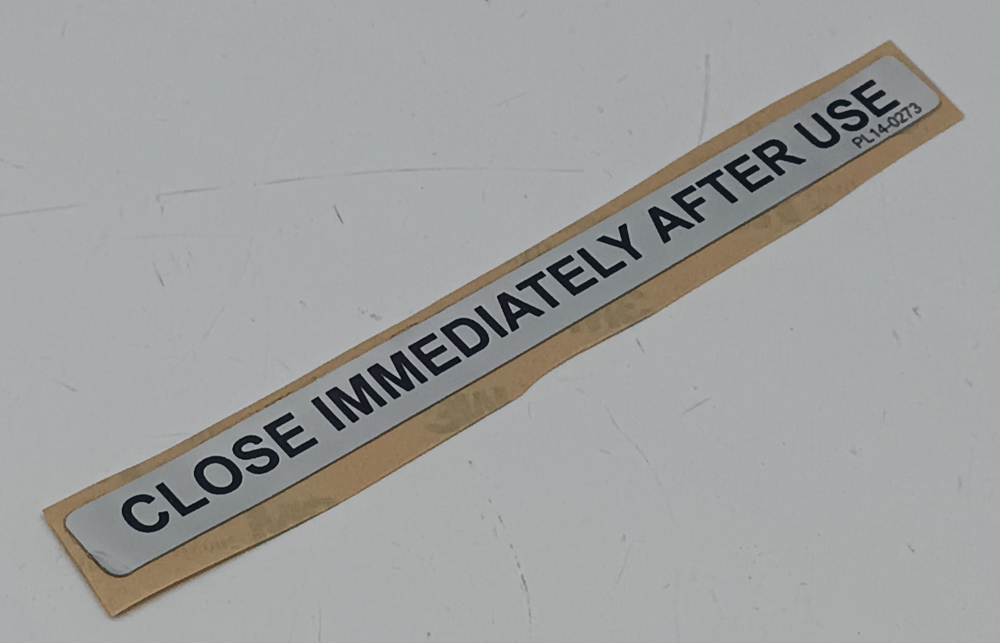 CLOSE IMMEDIATELY AFTER USE
PL14-0273